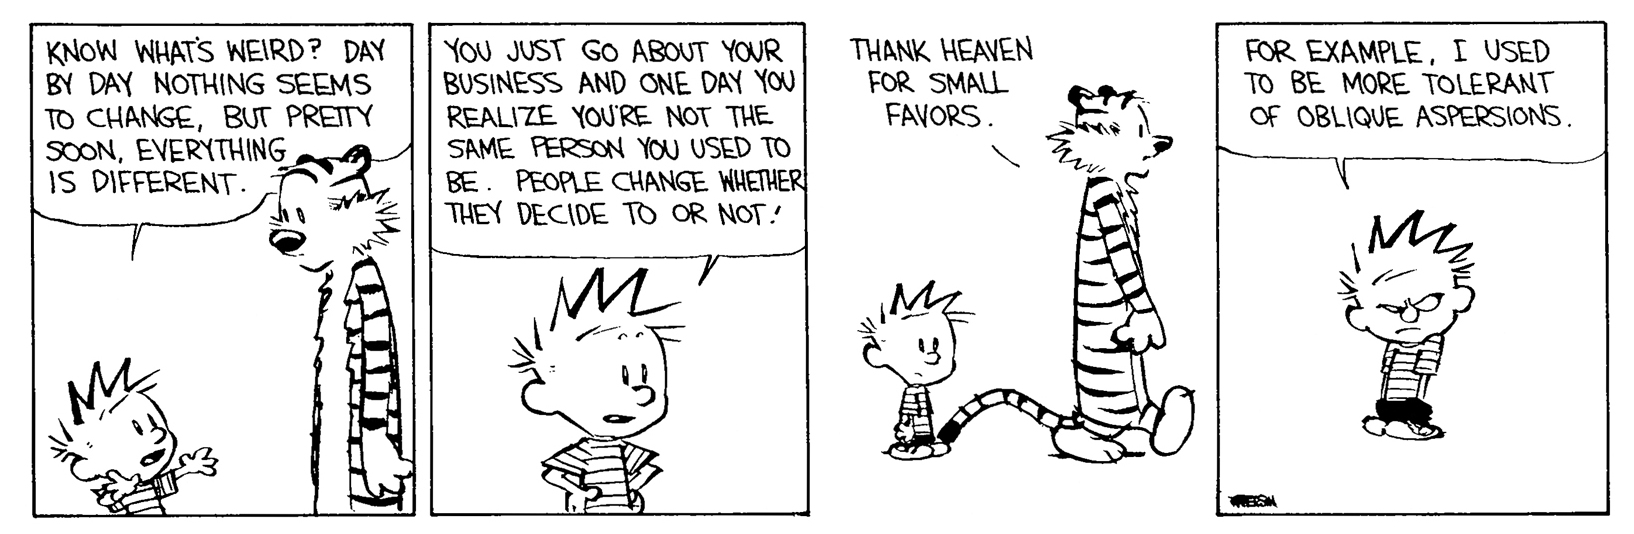 KNOW WHAT'S WEIRD? DAY
BY DAY NOTHING SEEMS
TO CHANGE, BUT PRETTY
SOON, EVERYTHING
IS DIFFERENT.
YOU JUST GO ABOUT YOUR
BUSINESS AND ONE DAY YOU
REALIZE YOU'RE NOT THE
SAME PERSON YOU USED TO
BE. PEOPLE CHANGE WHETHER
THEY DECIDE TO OR NOT!
THANK HEAVEN
FOR SMALL
FAVORS.
FOR EXAMPLE, I USED
TO BE MORE TOLERANT
OF OBLIQUE ASPERSIONS.